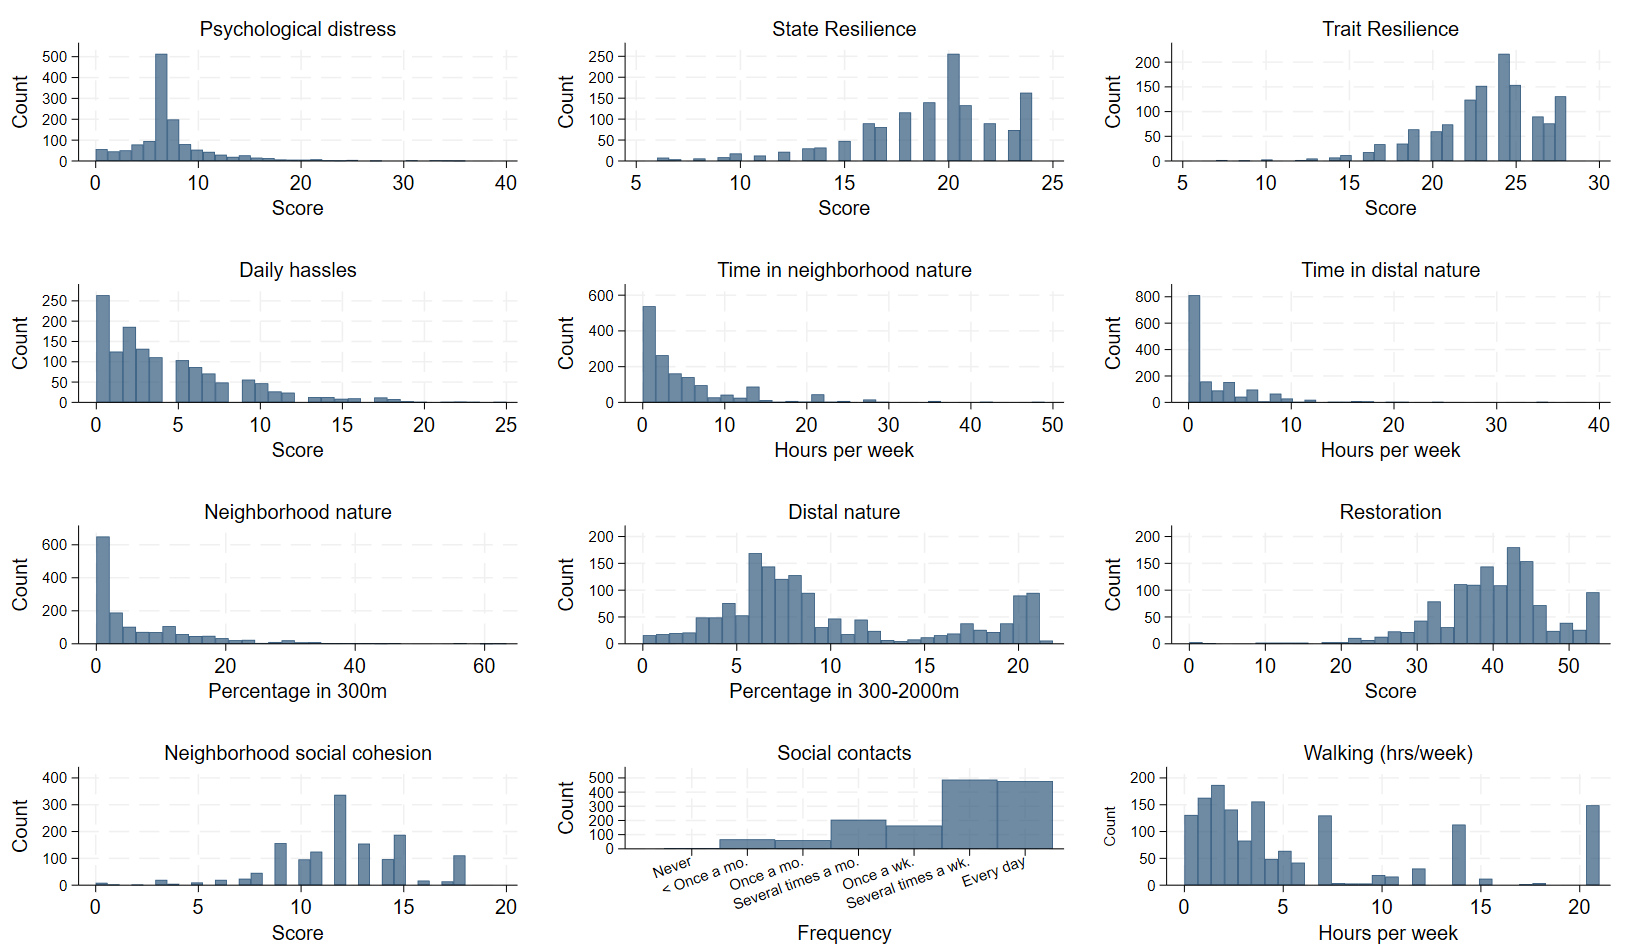 Psychological distress
Count
500
400
300
200
100
0
0 10 20 30 40
Score
State Resilience
Count
250
200
150
100
50
0
5 10 15 20 25
Score
Trait Resilience
Count
200
150
100
50
0
5 10 15 20 25 30
Score
Daily hassles
Count
250
200
150
100
50
0
0 5 10 15 20 25
Score
Time in neighborhood nature
Count
600
400
200
0
0 10 20 30 40 50
Hours per week
Time in distal nature
Count
800
600
400
200
0
0 10 20 30 40
Hours per week
Neighborhood nature
Count
600
400
200
0
0 20 40 60
Percentage in 300m
Distal nature
Count
200
150
100
50
0
0 5 10 15 20
Percentage in 300-2000m
Restoration
Count
200
150
100
50
0
0 10 20 30 40 50
Score
Neighborhood social cohesion
Count
400
300
200
100
0
0 5 10 15 20
Score
Social contacts
Count
500
400
300
200
100
0
Never
< Once a mo.
Once a mo.
Several times a mo.
Once a wk.
Several times a wk.
Every day
Frequency
Walking (hrs/week)
Count
200
150
100
50
0
0 5 10 15 20
Hours per week